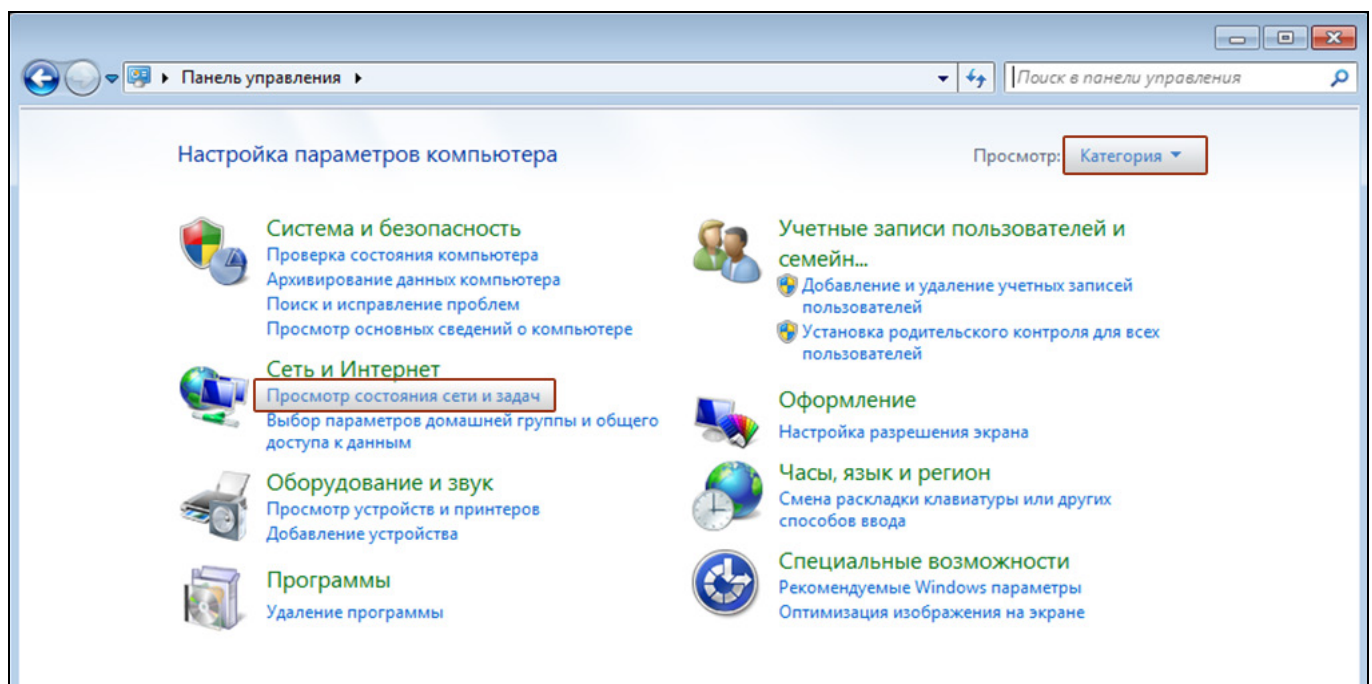 Панель управления
Поиск в панели управления
Настройка параметров компьютера
Просмотр: Категория
Система и безопасность
Проверка состояния компьютера
Архивирование данных компьютера
Поиск и исправление проблем
Просмотр основных сведений о компьютере
Сеть и Интернет
Просмотр состояния сети и задач
Выбор параметров домашней группы и общего
доступа к данным
Оборудование и звук
Просмотр устройств и принтеров
Добавление устройства
Программы
Удаление программы
Учетные записи пользователей и
семейн...
Добавление и удаление учетных записей
пользователей
Установка родительского контроля для всех
пользователей
Оформление
Настройка разрешения экрана
Часы, язык и регион
Смена раскладки клавиатуры или других
способов ввода
Специальные возможности
Рекомендуемые Windows параметры
Оптимизация изображения на экране